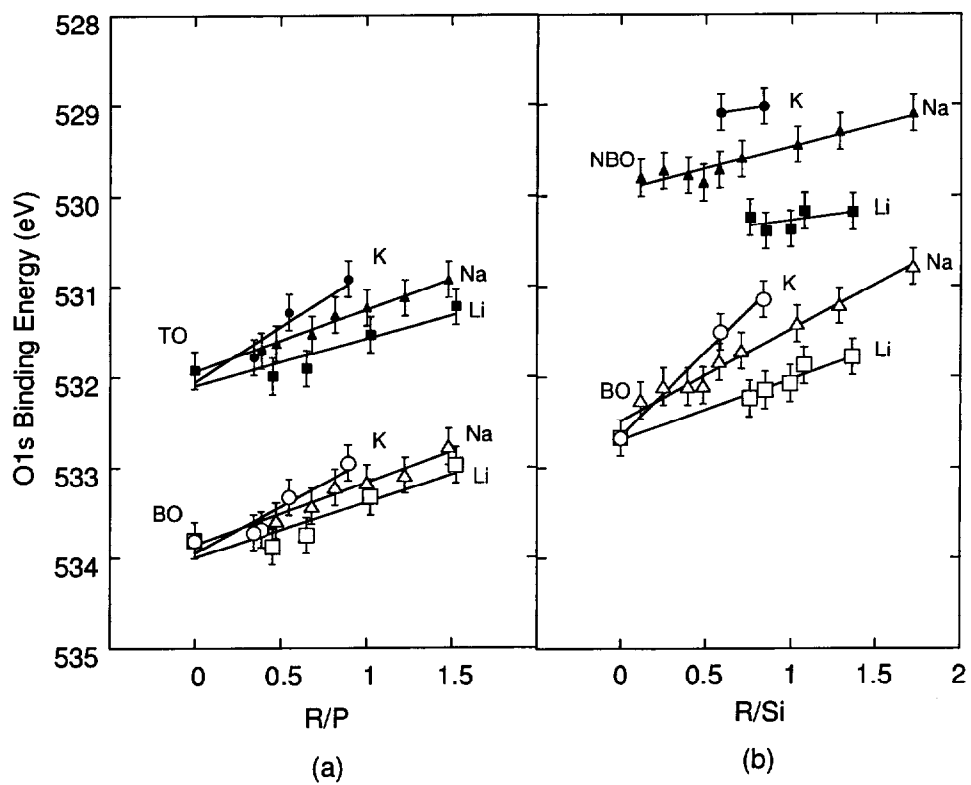 O1s Binding Energy (eV)
528
529
530
531
532
533
534
535
K
Na
Li
TO
K
Na
Li
BO
0
0.5
1
1.5
R/P
(a)
K
Na
NBO
Li
K
Na
Li
BO
0
0.5
1
1.5
2
R/Si
(b)